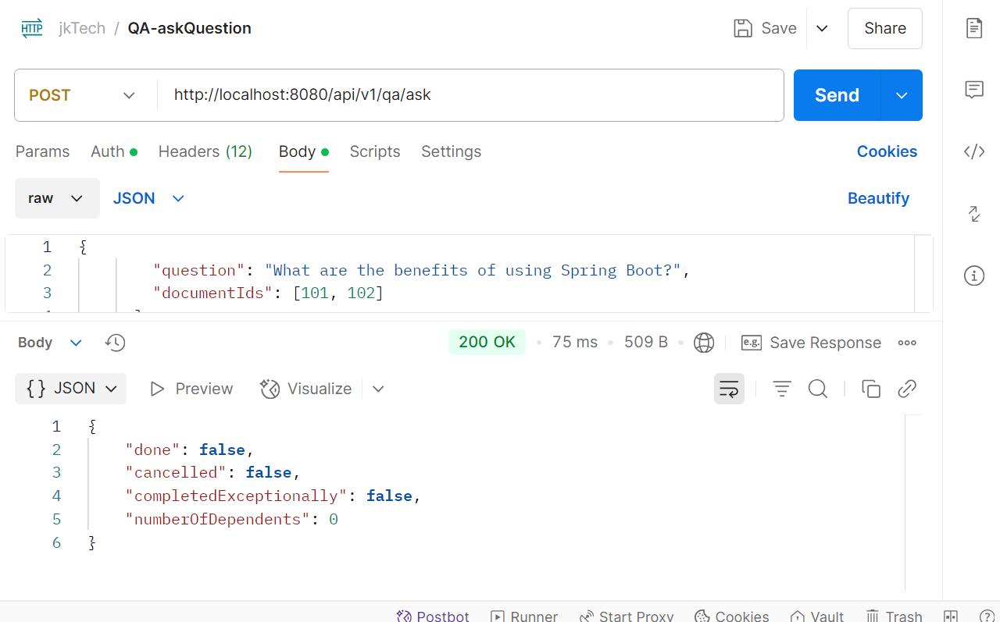 HTTP jkTech / QA-askQuestion Save Share
POST http://localhost:8080/api/v1/qa/ask Send
Params Auth Headers (12) Body Scripts Settings Cookies
raw JSON Beautify
1 {
2 "question": "What are the benefits of using Spring Boot?",
3 "documentIds": [101, 102]
Body 200 OK 75 ms 509 B e.g. Save Response
{} JSON Preview Visualize
1 {
2 "done": false,
3 "cancelled": false,
4 "completedExceptionally": false,
5 "numberOfDependents": 0
6 }
Postbot Runner Start Proxy Cookies Vault Trash